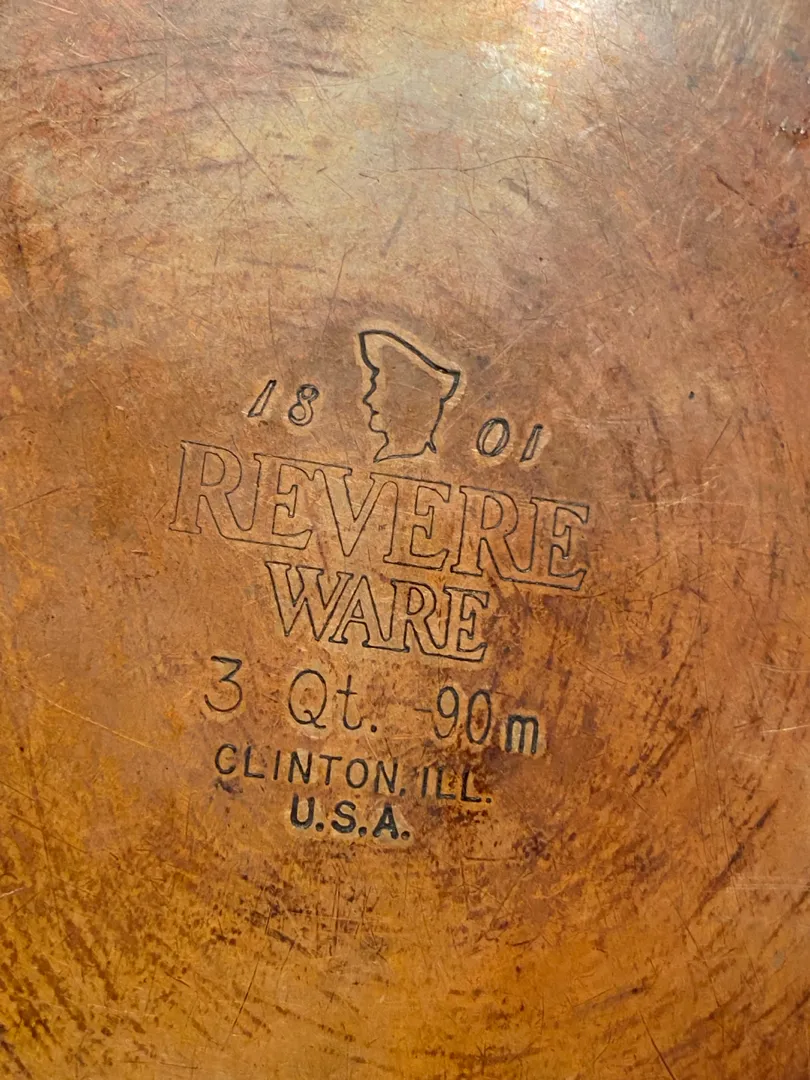 18 01
REVERE
WARE
3 Qt. -90m
CLINTON, ILL.
U.S.A.